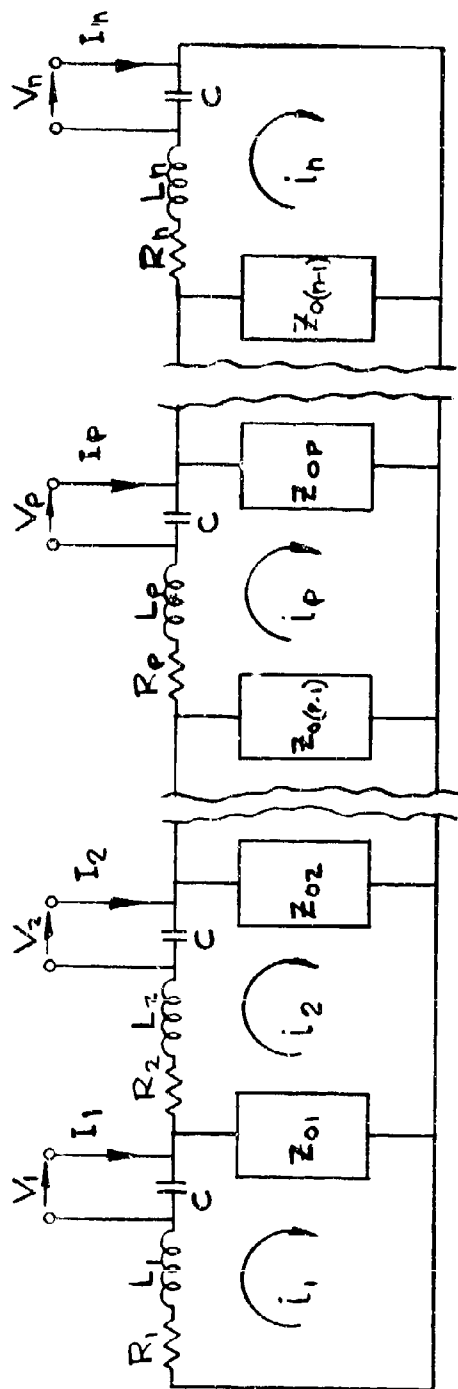 V1 I1 V2 I2 Vp Ip Vn In
R1 L1 C R2 L2 C Rp Lp C Rn Ln C
Z01 Z02 Z0(p-1) Z0p Z0(n-1)
i1 i2 ip in